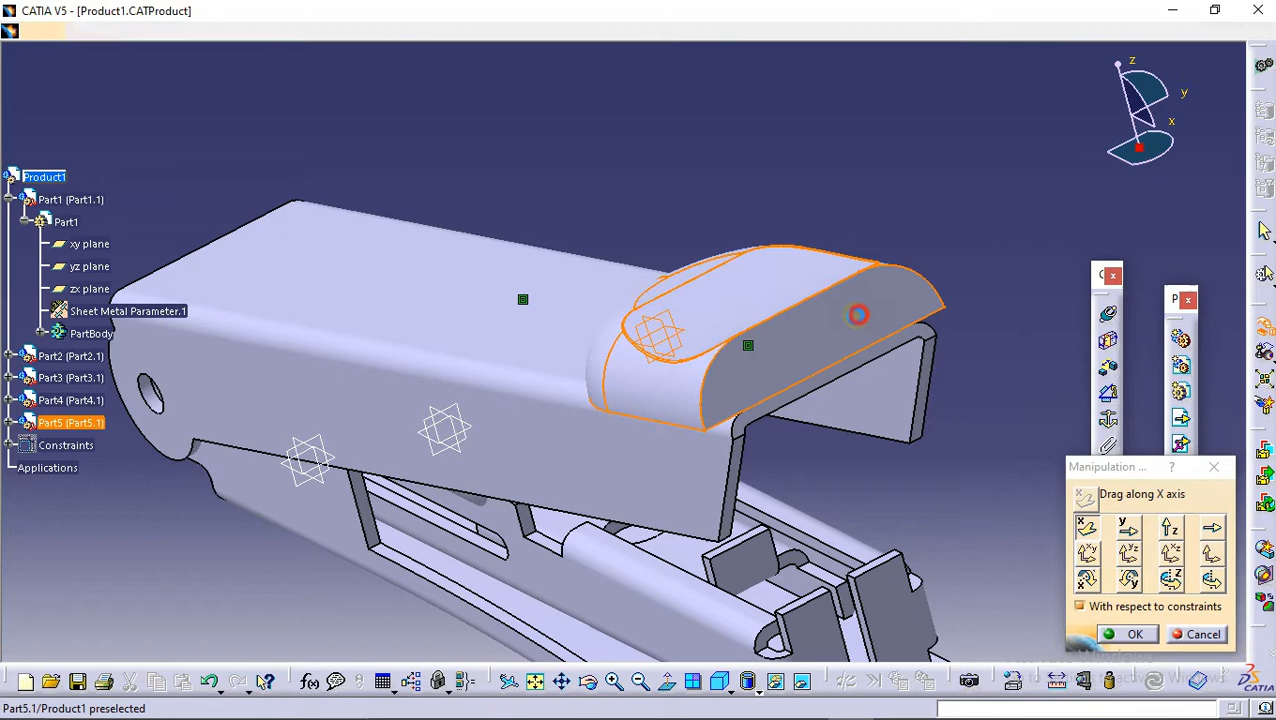 CATIA V5 - [Product1.CATProduct]
z
y
x
Product1
Part1 (Part1.1)
Part1
xy plane
yz plane
zx plane
Sheet Metal Parameter.1
PartBody
Part2 (Part2.1)
Part3 (Part3.1)
Part4 (Part4.1)
Part5 (Part5.1)
Constraints
Applications
Manipulation ...
Drag along X axis
With respect to constraints
OK
Cancel
Part5.1/Product1 preselected
CATIA